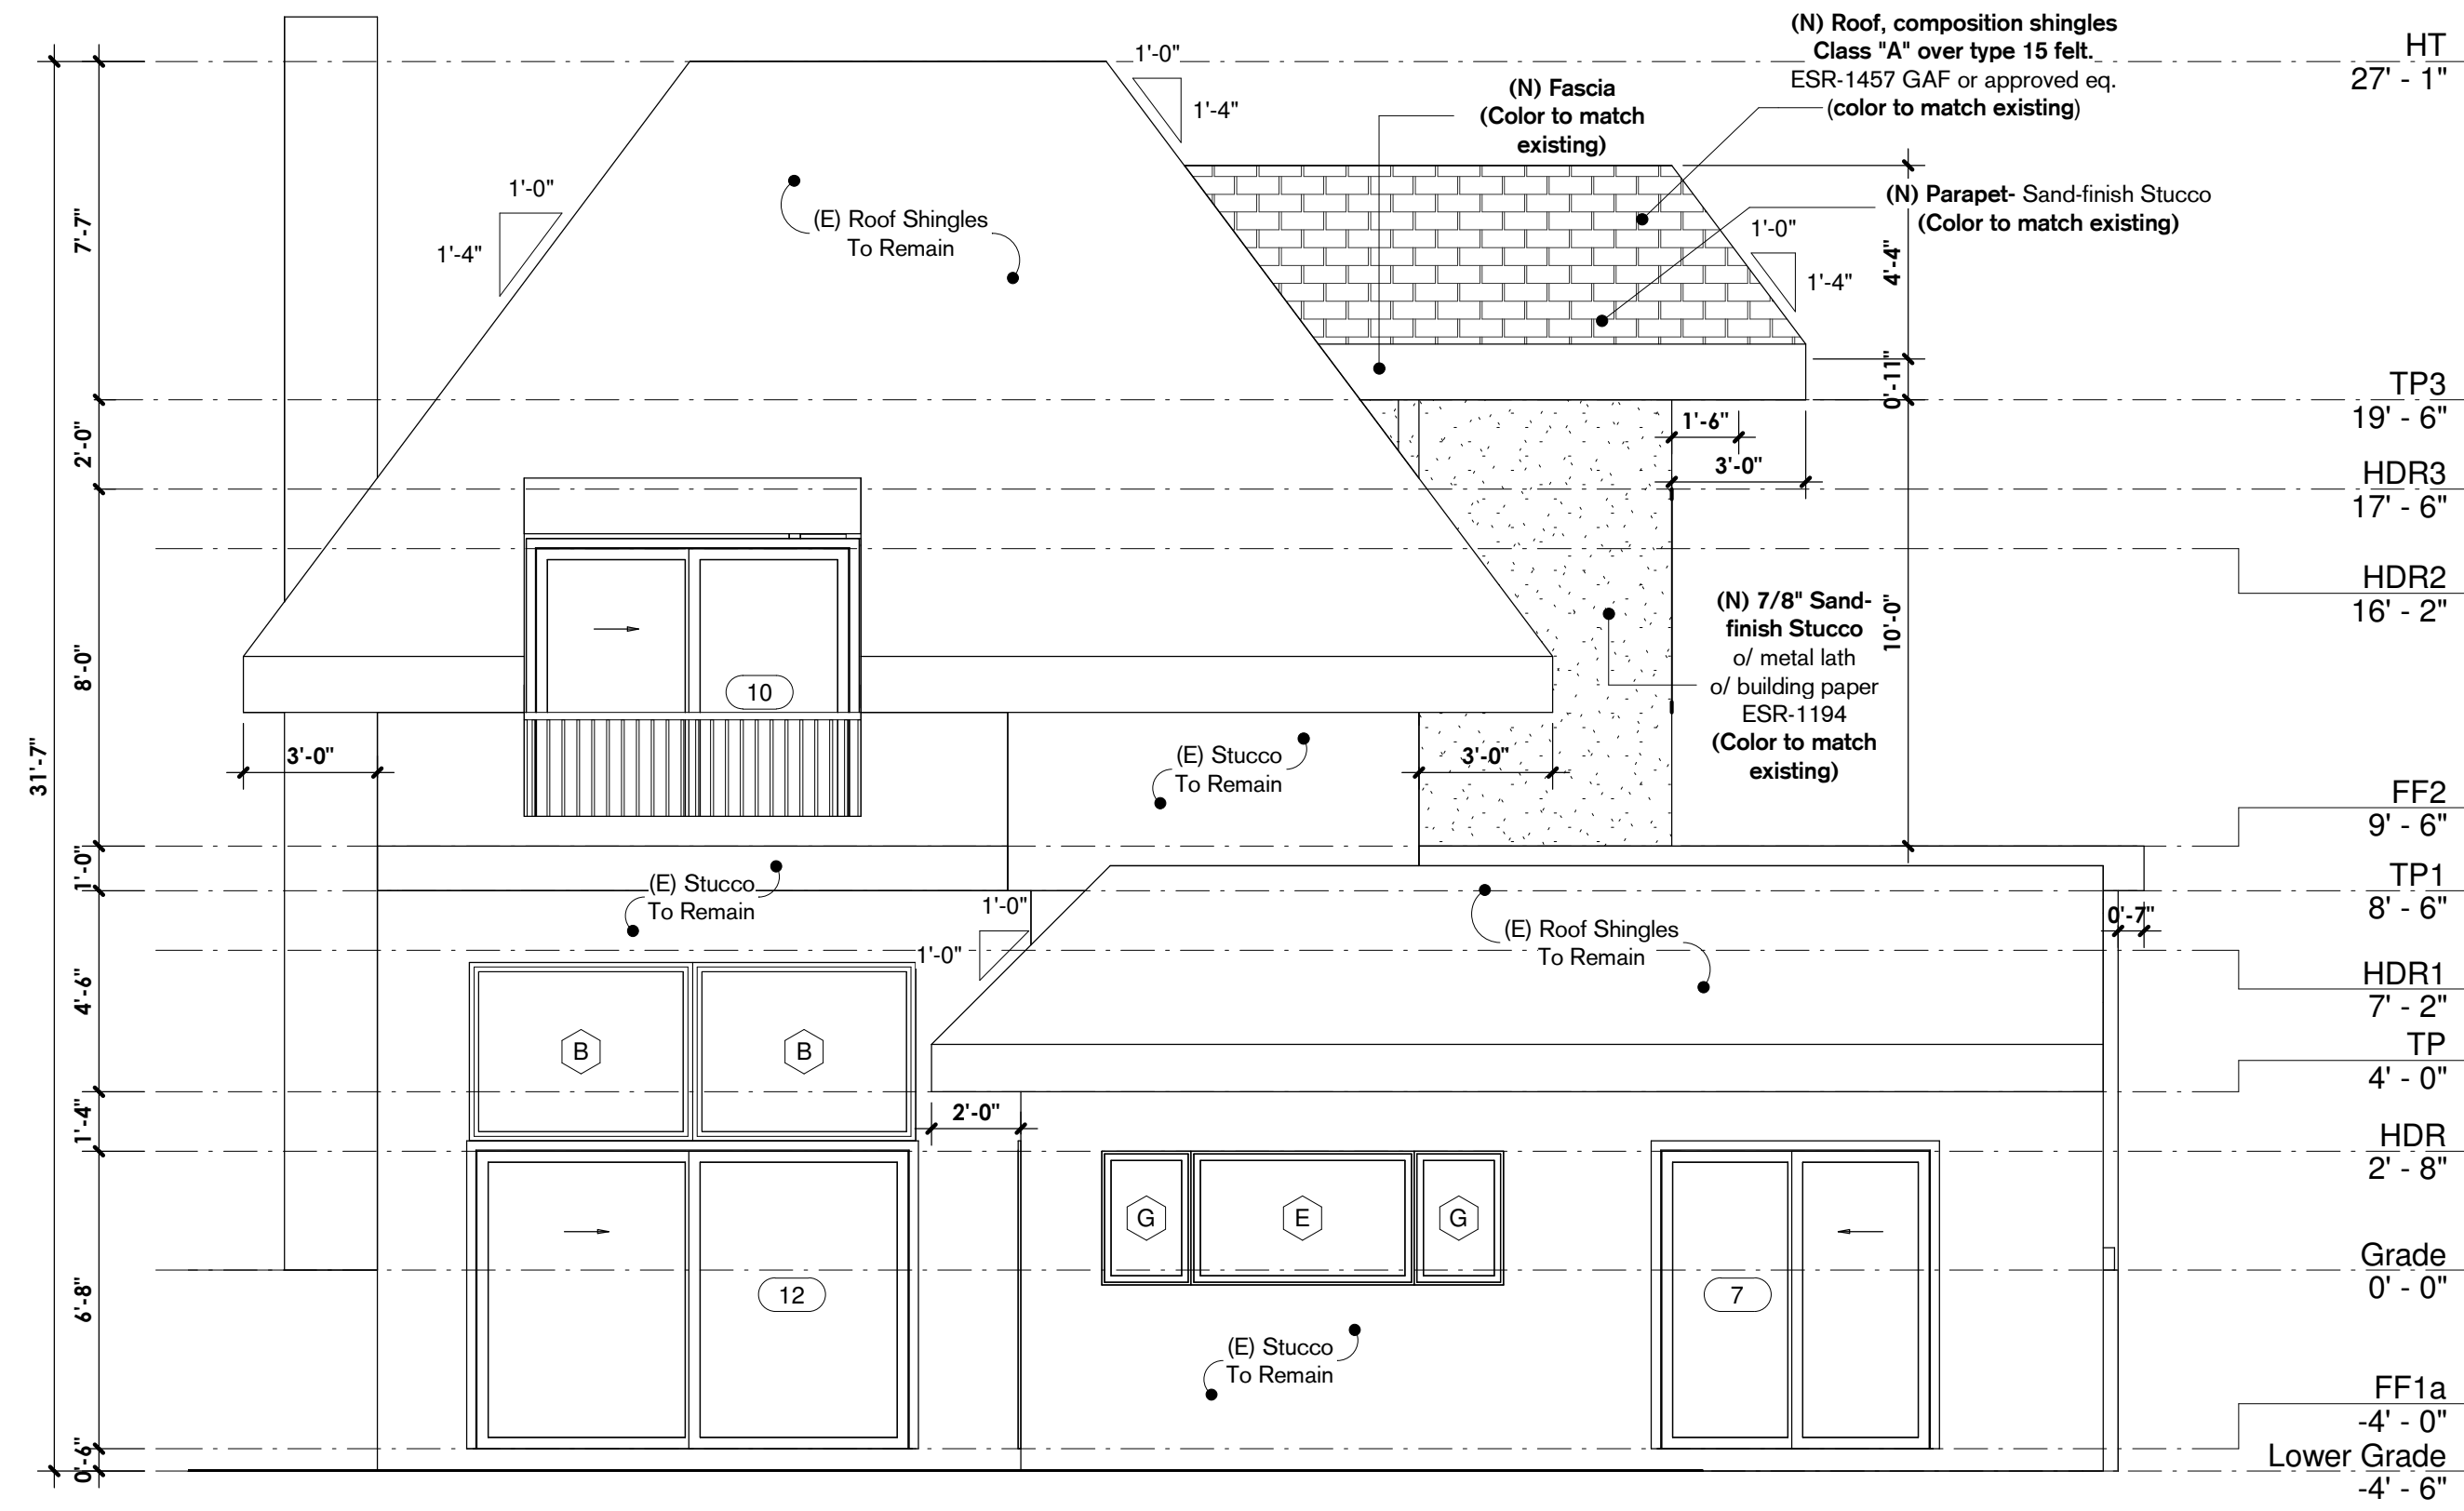 (N) Roof, composition shingles
Class "A" over type 15 felt.
ESR-1457 GAF or approved eq.
(color to match existing)
HT
27' - 1"
1'-0"
1'-4"
(N) Fascia
(Color to match
existing)
(N) Parapet- Sand-finish Stucco
(Color to match existing)
1'-0"
1'-4"
(E) Roof Shingles
To Remain
1'-0"
1'-4"
7'-7"
4'-4"
0'-11"
TP3
19' - 6"
2'-0"
1'-6"
3'-0"
HDR3
17' - 6"
HDR2
16' - 2"
(N) 7/8" Sand-
finish Stucco
o/ metal lath
o/ building paper
ESR-1194
(Color to match
existing)
10'-0"
8'-0"
10
31'-7"
3'-0"
(E) Stucco
To Remain
3'-0"
FF2
9' - 6"
1'-0"
(E) Stucco
To Remain
1'-0"
1'-0"
(E) Roof Shingles
To Remain
TP1
8' - 6"
0'-7"
HDR1
7' - 2"
4'-6"
B
B
TP
4' - 0"
1'-4"
2'-0"
HDR
2' - 8"
G
E
G
Grade
0' - 0"
6'-8"
12
7
(E) Stucco
To Remain
FF1a
-4' - 0"
0'-6"
Lower Grade
-4' - 6"